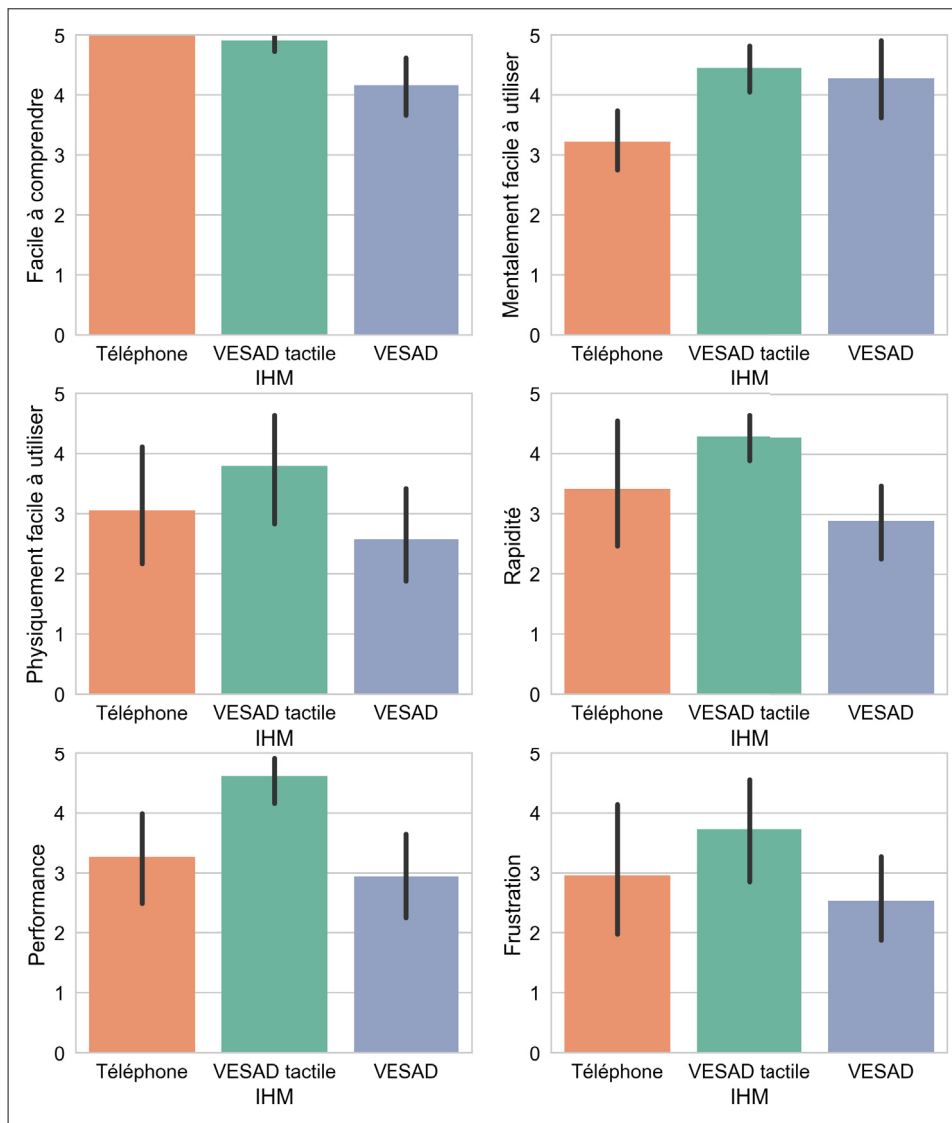 Facile à comprendre
5
4
3
2
1
0
Téléphone VESAD tactile VESAD
IHM
Mentalement facile à utiliser
5
4
3
2
1
0
Téléphone VESAD tactile VESAD
IHM
Physiquement facile à utiliser
5
4
3
2
1
0
Téléphone VESAD tactile VESAD
IHM
Rapidité
5
4
3
2
1
0
Téléphone VESAD tactile VESAD
IHM
Performance
5
4
3
2
1
0
Téléphone VESAD tactile VESAD
IHM
Frustration
5
4
3
2
1
0
Téléphone VESAD tactile VESAD
IHM